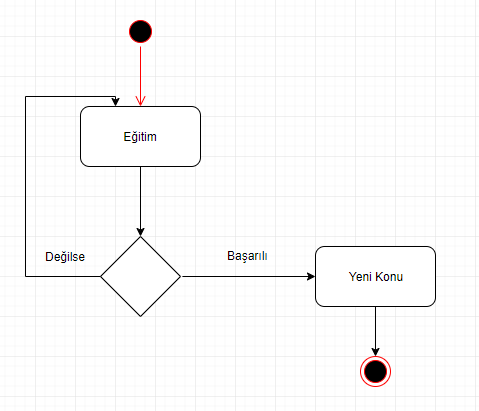 Eğitim
Değilse
Başarılı
Yeni Konu